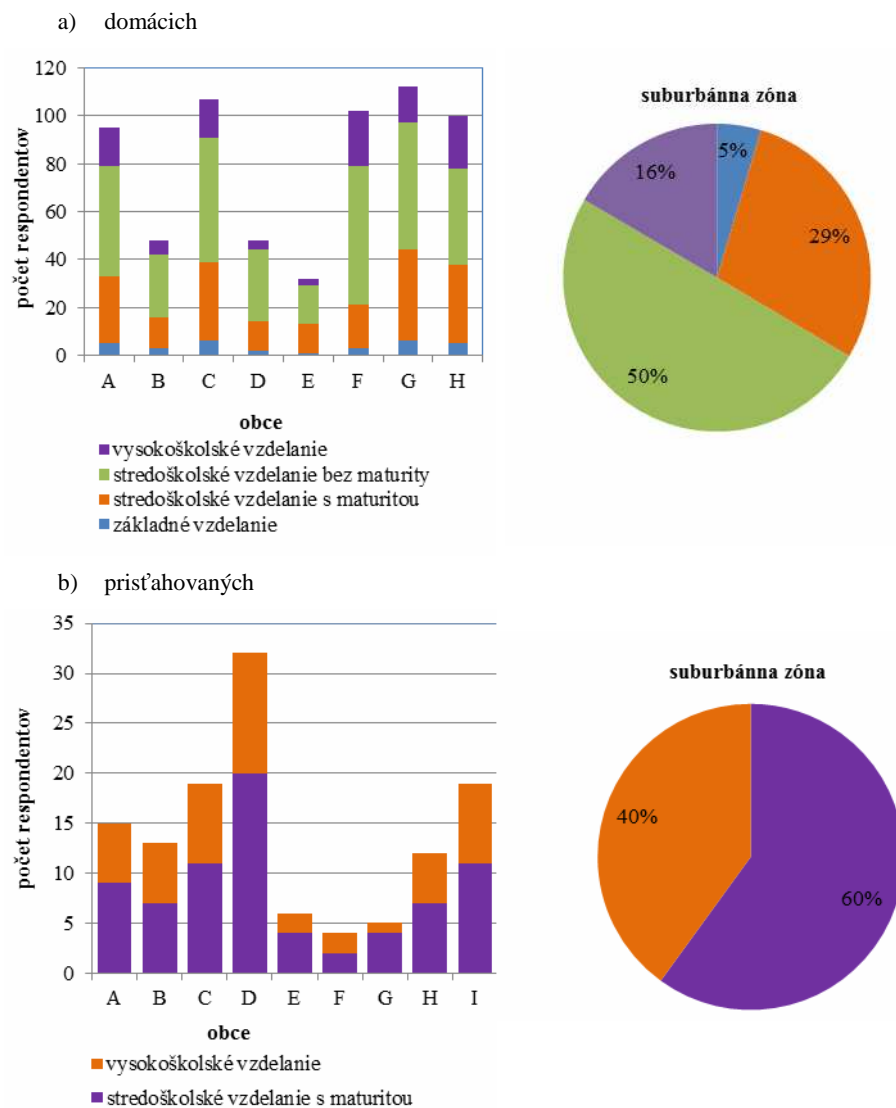 a) domácich
120
100
80
60
40
20
0
počet respondentov
A B C D E F G H
obce
vysokoškolské vzdelanie
stredoškolské vzdelanie bez maturity
stredoškolské vzdelanie s maturitou
základné vzdelanie
suburbánna zóna
5%
29%
50%
16%
b) prisťahovaných
35
30
25
20
15
10
5
0
počet respondentov
A B C D E F G H I
obce
vysokoškolské vzdelanie
stredoškolské vzdelanie s maturitou
suburbánna zóna
40%
60%